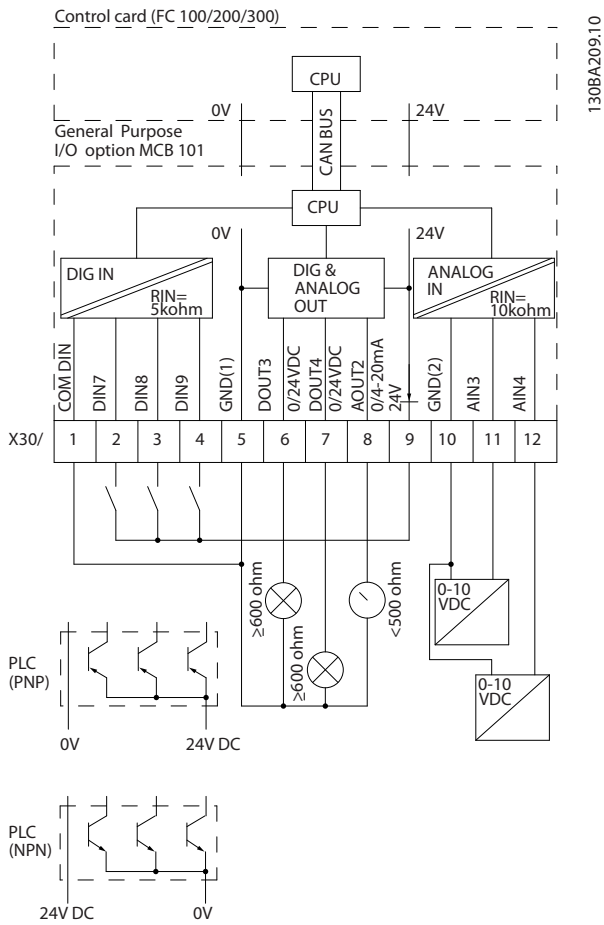 Control card (FC 100/200/300)
130BA209.10
CPU
0V
24V
General Purpose
I/O option MCB 101
CAN BUS
CPU
0V
24V
DIG IN
RIN=
5kohm
DIG &
ANALOG
OUT
ANALOG
IN
RIN=
10kohm
COM DIN
DIN7
DIN8
DIN9
GND(1)
DOUT3
0/24VDC
DOUT4
0/24VDC
AOUT2
0/4-20mA
24V
GND(2)
AIN3
AIN4
X30/ 1 2 3 4 5 6 7 8 9 10 11 12
≥600 ohm
≥600 ohm
<500 ohm
0-10
VDC
0-10
VDC
PLC
(PNP)
0V
24V DC
PLC
(NPN)
24V DC
0V